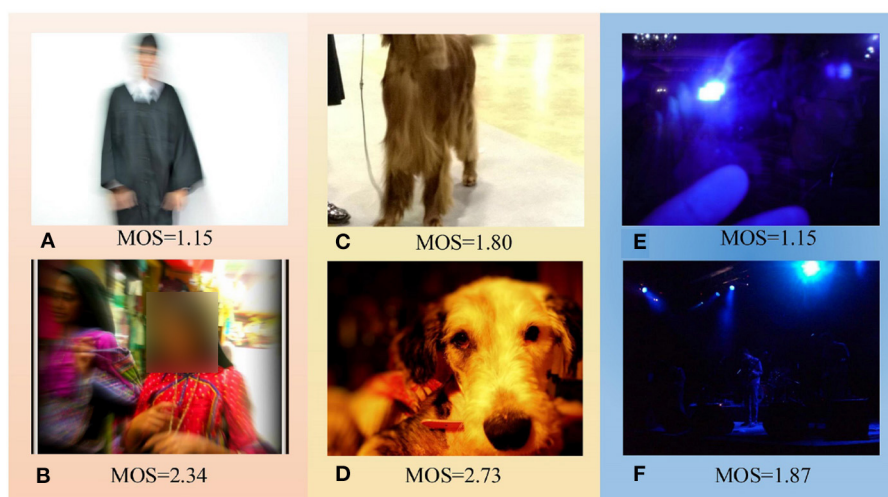 A MOS=1.15
C MOS=1.80
E MOS=1.15
B MOS=2.34
D MOS=2.73
F MOS=1.87